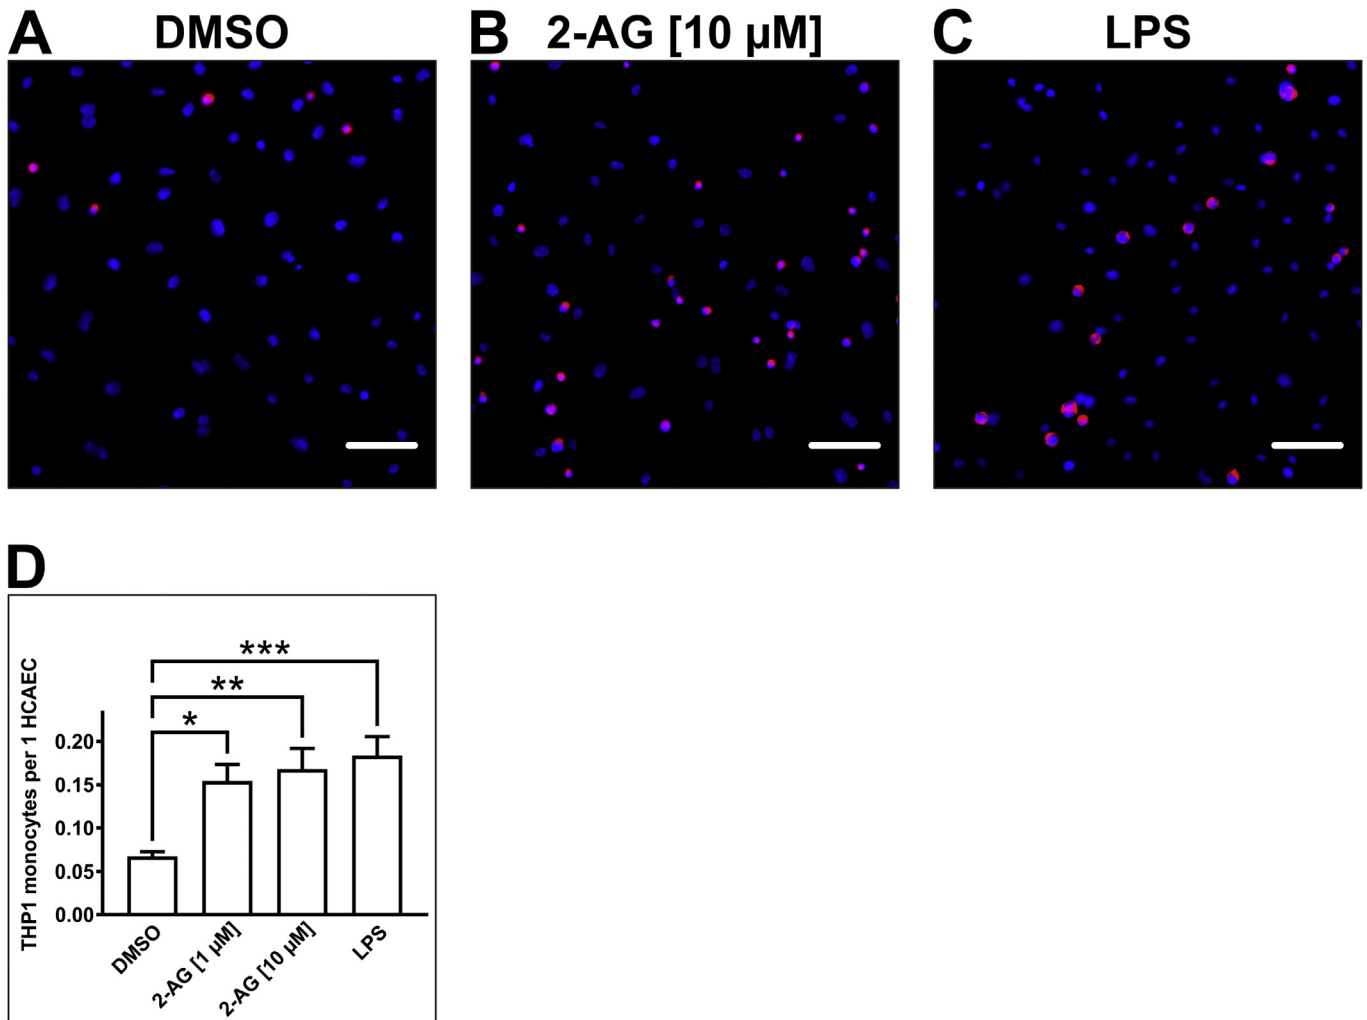 A DMSO
B 2-AG [10 µM]
C LPS
D
THP1 monocytes per 1 HCAEC
***
**
*
0.20
0.15
0.10
0.05
0.00
DMSO
2-AG [1 µM]
2-AG [10 µM]
LPS